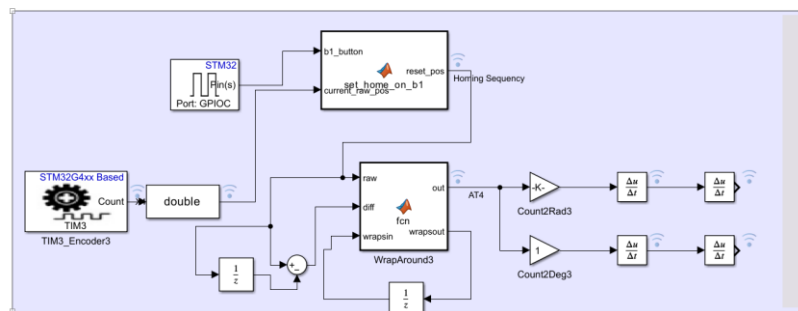 STM32
Pin(s)
Port: GPIOC
b1_button
current_raw_pos
reset_pos
set_home_on_b1
Homing Sequency
STM32G4xx Based
Count
TIM3
TIM3_Encoder3
double
raw
diff
wrapsin
out
wrapsout
fcn
WrapAround3
AT4
-K-
Count2Rad3
1
Count2Deg3
Δu
Δt
Δu
Δt
Δu
Δt
Δu
Δt
+
−
1
z
1
z